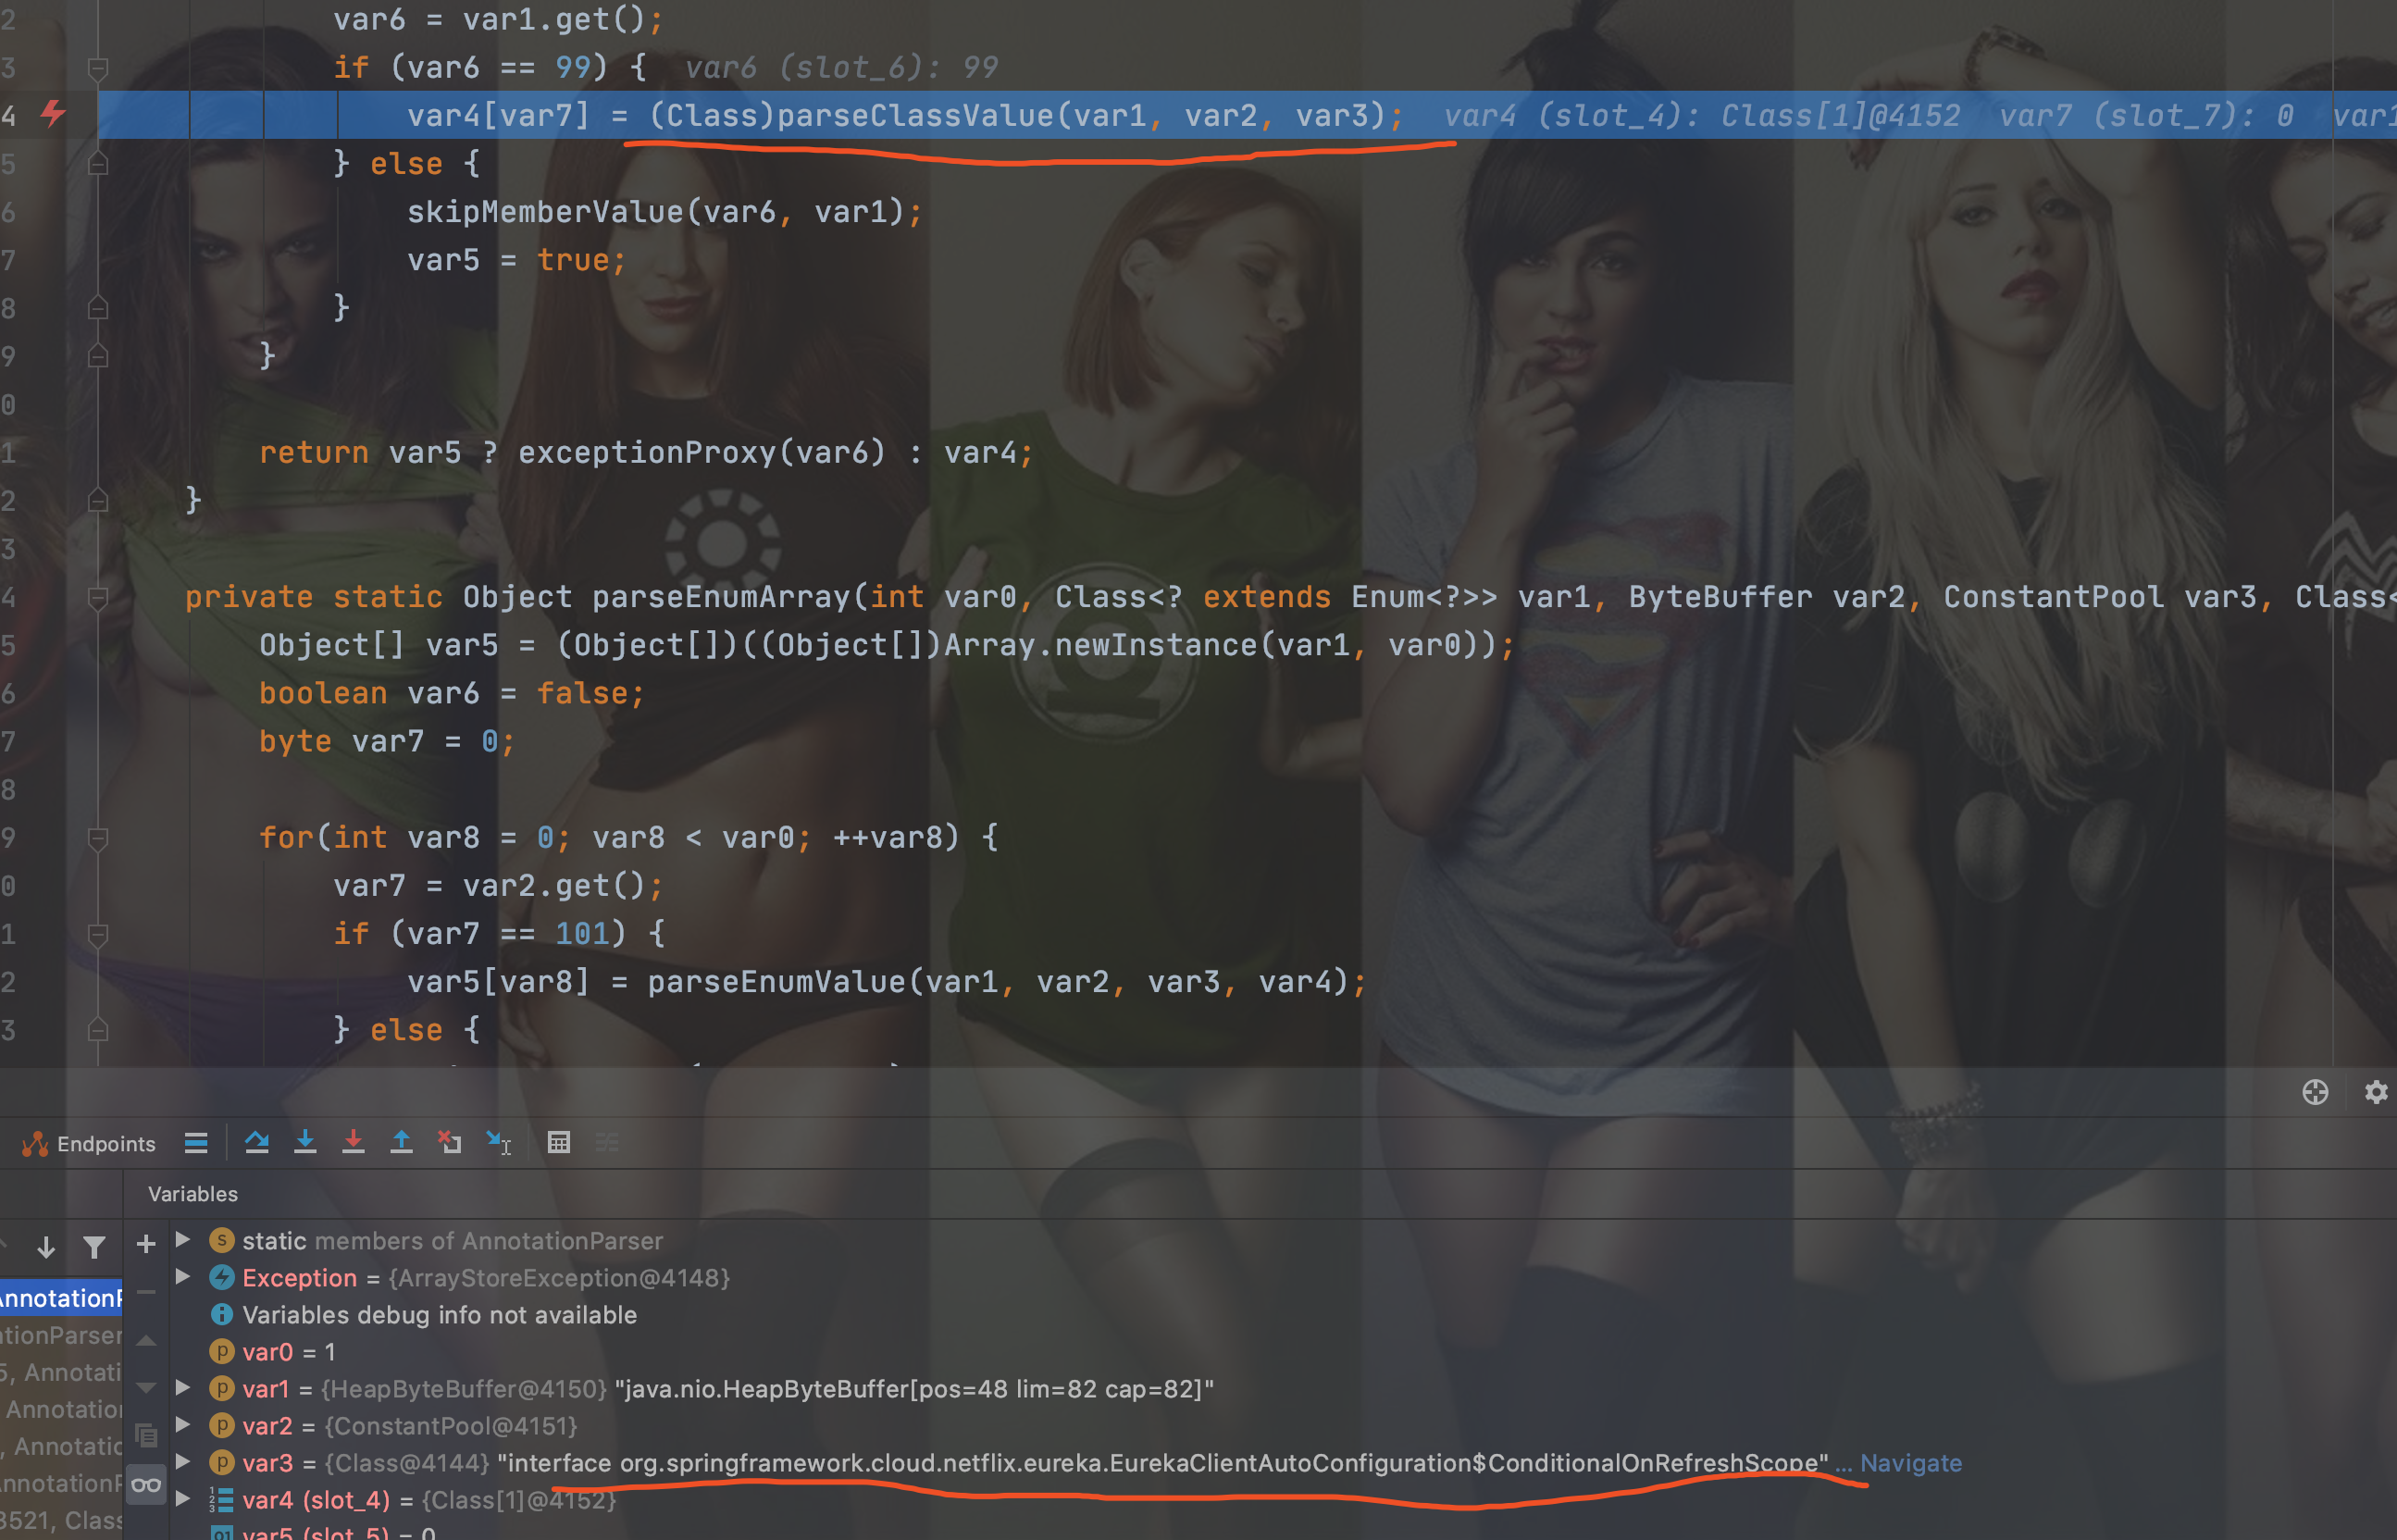 2 var6 = var1.get();
3 if (var6 == 99) { var6 (slot_6): 99
4 var4[var7] = (Class)parseClassValue(var1, var2, var3); var4 (slot_4): Class[1]@4152 var7 (slot_7): 0 var1
5 } else {
6 skipMemberValue(var6, var1);
7 var5 = true;
8 }
9 }
0
1 return var5 ? exceptionProxy(var6) : var4;
2 }
3
4 private static Object parseEnumArray(int var0, Class<? extends Enum<?>> var1, ByteBuffer var2, ConstantPool var3, Class<
5 Object[] var5 = (Object[])((Object[])Array.newInstance(var1, var0));
6 boolean var6 = false;
7 byte var7 = 0;
8
9 for(int var8 = 0; var8 < var0; ++var8) {
0 var7 = var2.get();
1 if (var7 == 101) {
2 var5[var8] = parseEnumValue(var1, var2, var3, var4);
3 } else {
Endpoints
Variables
static members of AnnotationParser
Exception = {ArrayStoreException@4148}
AnnotationP
Variables debug info not available
tionParser
var0 = 1
5, Annotati
var1 = {HeapByteBuffer@4150} "java.nio.HeapByteBuffer[pos=48 lim=82 cap=82]"
Annotation
var2 = {ConstantPool@4151}
, Annotatio
var3 = {Class@4144} "interface org.springframework.cloud.netflix.eureka.EurekaClientAutoConfiguration$ConditionalOnRefreshScope" ... Navigate
nnotationP
var4 (slot_4) = {Class[1]@4152}
3521, Class
var5 (slot_5) = 0